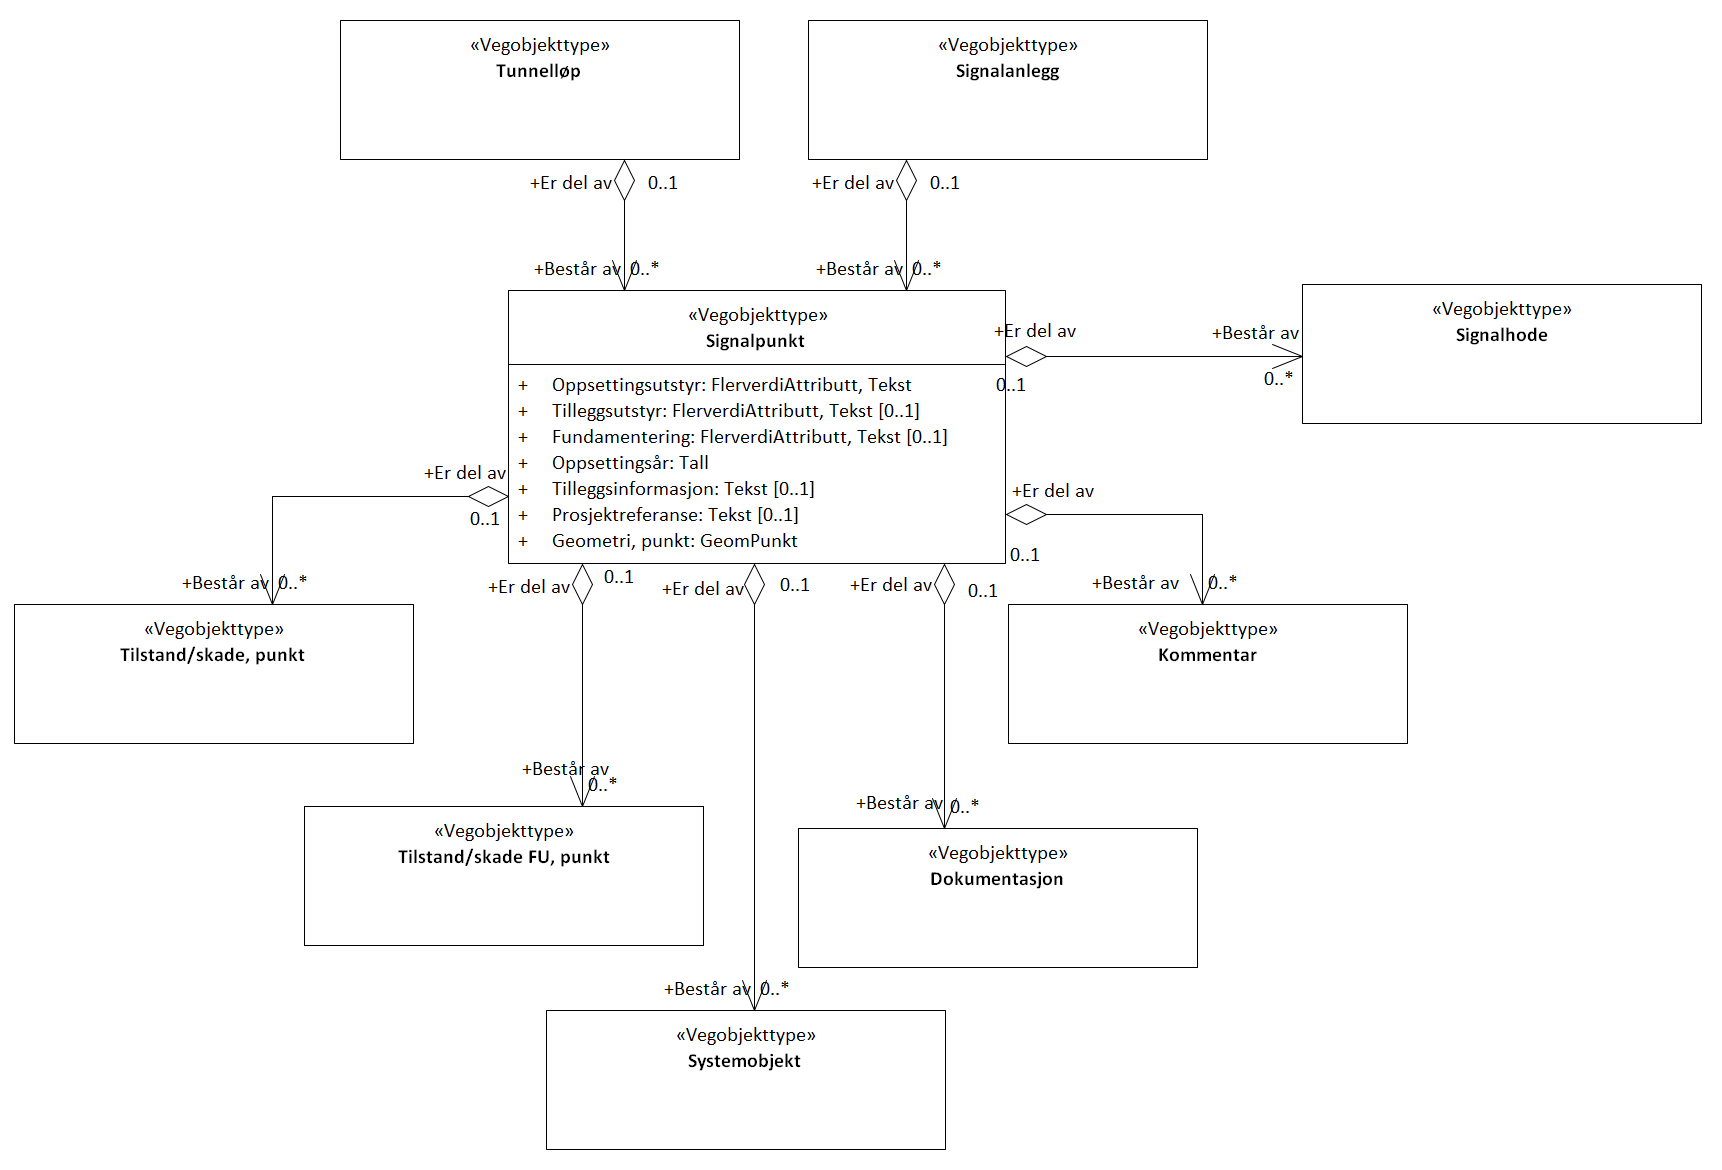 «Vegobjekttype»
Tunnelløp
«Vegobjekttype»
Signalanlegg
+Er del av 0..1
+Er del av 0..1
+Består av 0..*
+Består av 0..*
«Vegobjekttype»
Signalpunkt
+ Oppsettingsutstyr: FlerverdiAttributt, Tekst
+ Tilleggsutstyr: FlerverdiAttributt, Tekst [0..1]
+ Fundamentering: FlerverdiAttributt, Tekst [0..1]
+ Oppsettingsår: Tall
+ Tilleggsinformasjon: Tekst [0..1]
+ Prosjektreferanse: Tekst [0..1]
+ Geometri, punkt: GeomPunkt
+Er del av
0..1
+Består av
0..*
«Vegobjekttype»
Signalhode
+Er del av
0..1
+Består av 0..*
«Vegobjekttype»
Tilstand/skade, punkt
+Er del av 0..1
+Består av
0..*
«Vegobjekttype»
Tilstand/skade FU, punkt
+Er del av 0..1
+Består av 0..*
«Vegobjekttype»
Systemobjekt
+Er del av 0..1
+Består av 0..*
«Vegobjekttype»
Dokumentasjon
+Er del av
0..1
+Består av 0..*
«Vegobjekttype»
Kommentar